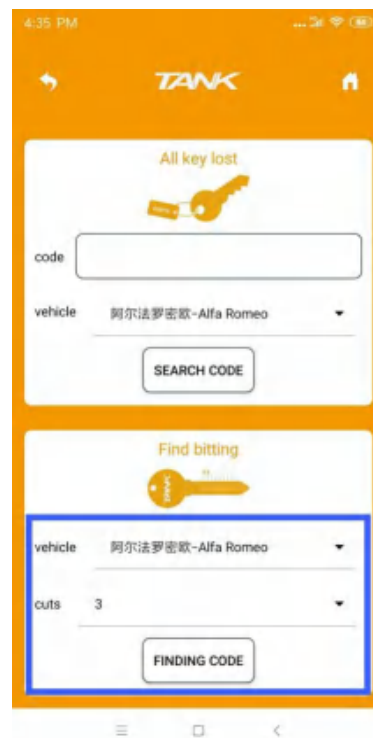 4:35 PM
TANK
All key lost
code
vehicle 阿尔法罗密欧-Alfa Romeo
SEARCH CODE
Find bitting
TANK
vehicle 阿尔法罗密欧-Alfa Romeo
cuts 3
FINDING CODE